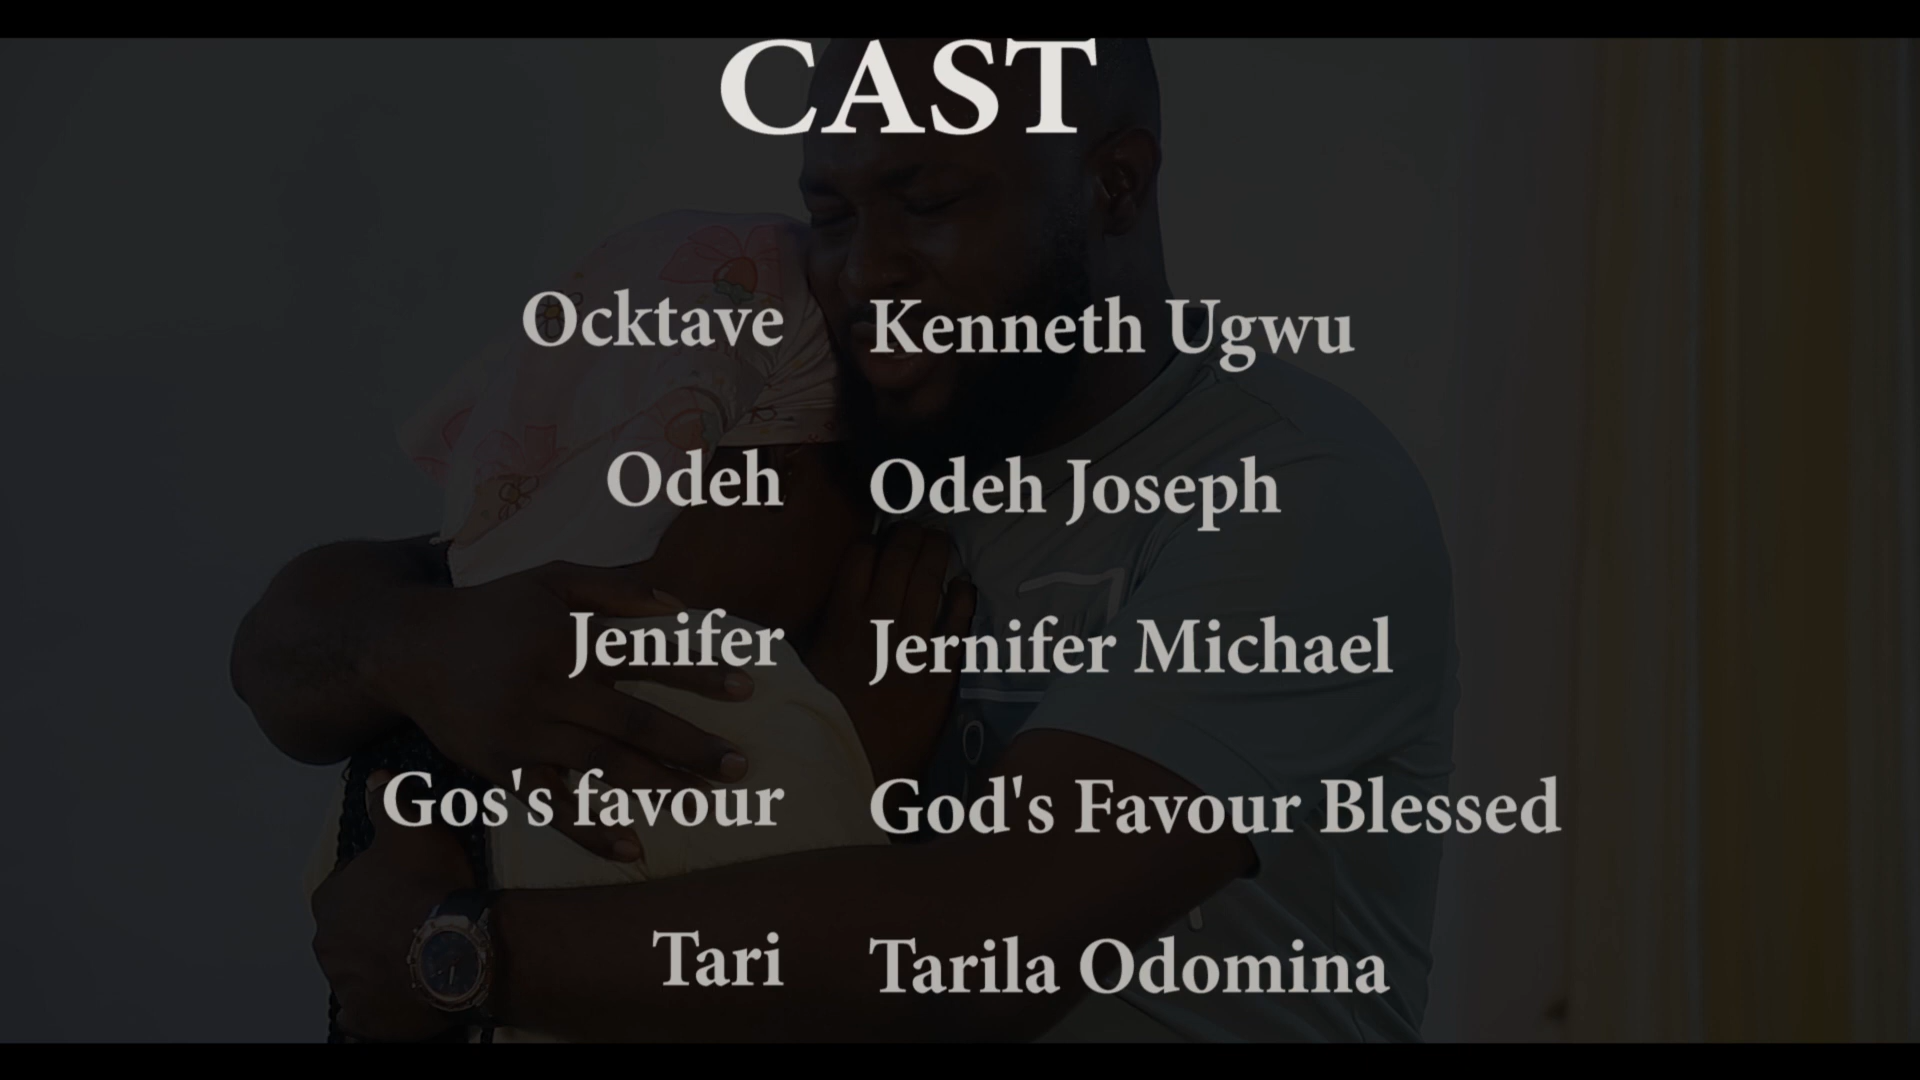 CAST
Ocktave Kenneth Ugwu
Odeh Odeh Joseph
Jenifer Jernifer Michael
Gos's favour God's Favour Blessed
Tari Tarila Odomina